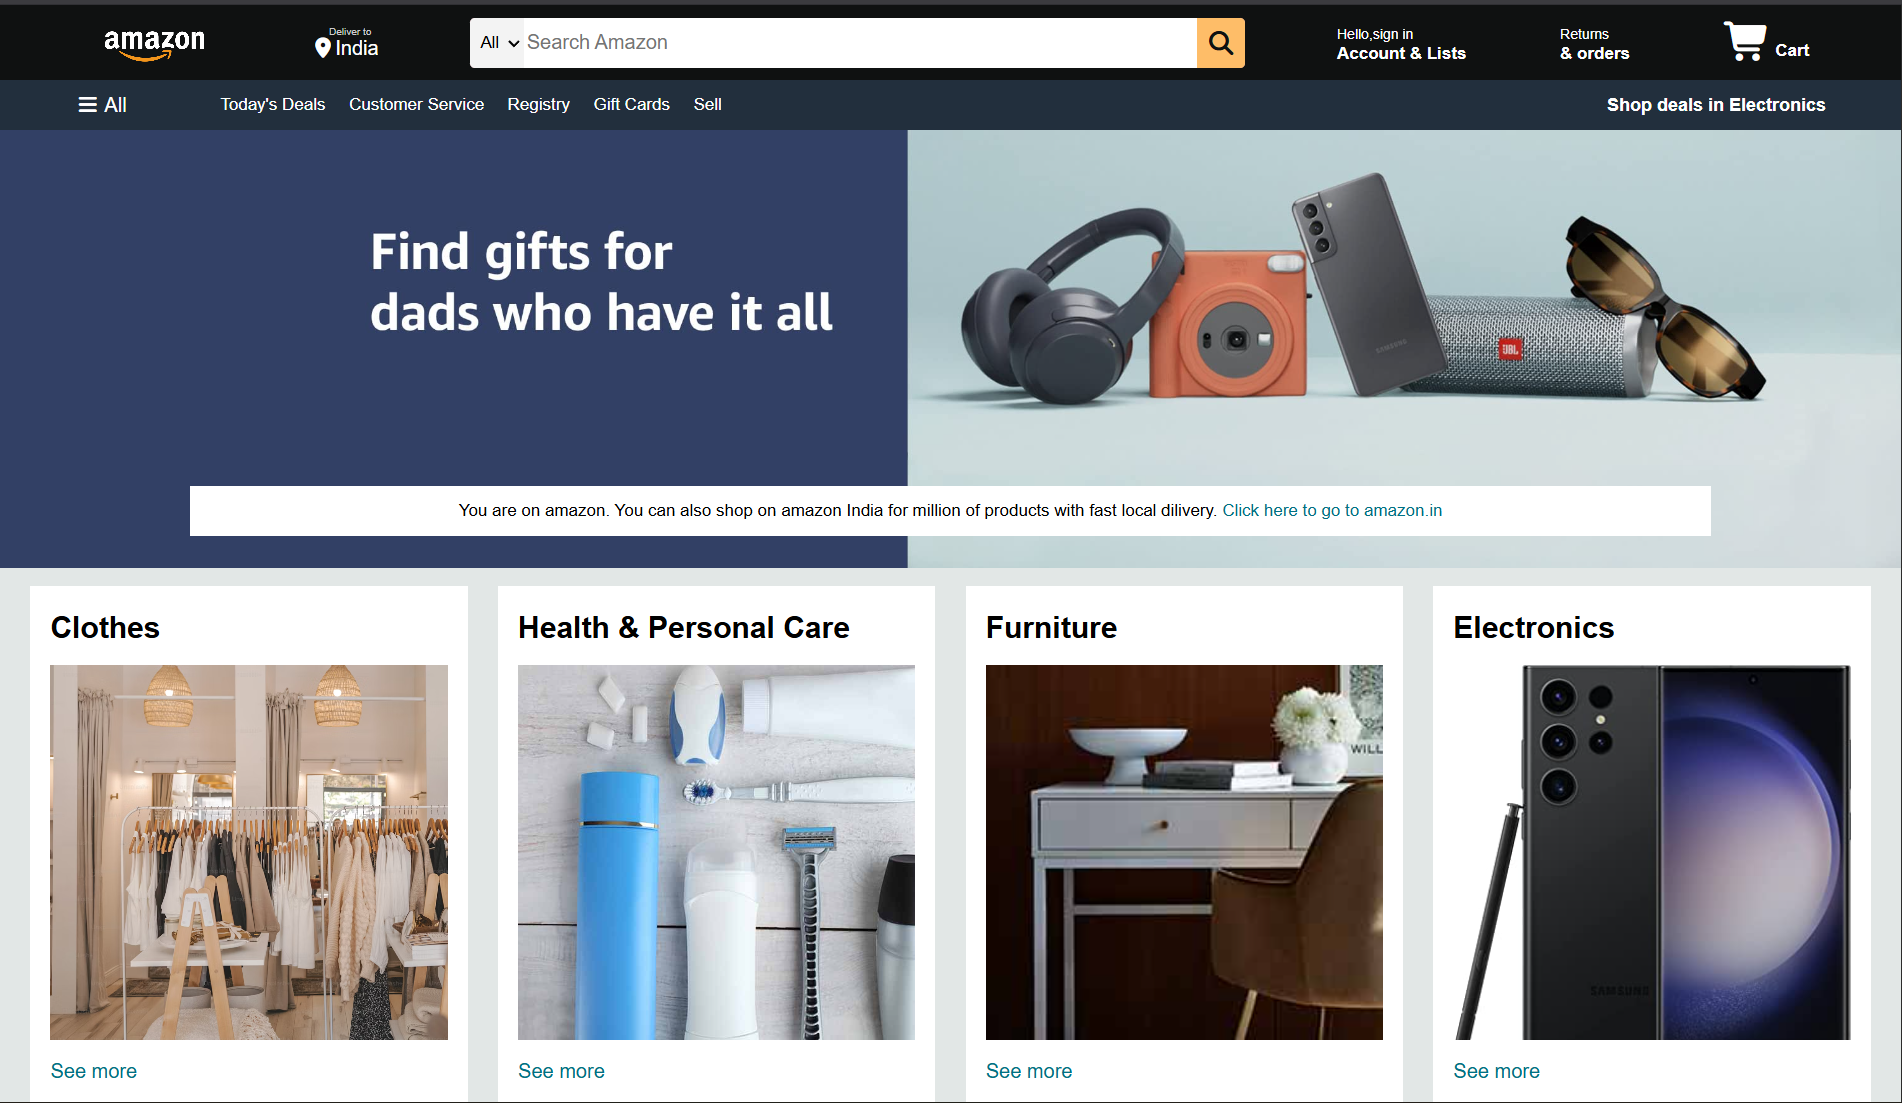 amazon
Deliver to
India
All
Search Amazon
Hello,sign in
Account & Lists
Returns
& orders
Cart
All
Today's Deals
Customer Service
Registry
Gift Cards
Sell
Shop deals in Electronics
Find gifts for
dads who have it all
SAMSUNG
JBL
You are on amazon. You can also shop on amazon India for million of products with fast local dilivery. Click here to go to amazon.in
Clothes
Health & Personal Care
Furniture
Electronics
WILL
SAMSUNG
See more
See more
See more
See more